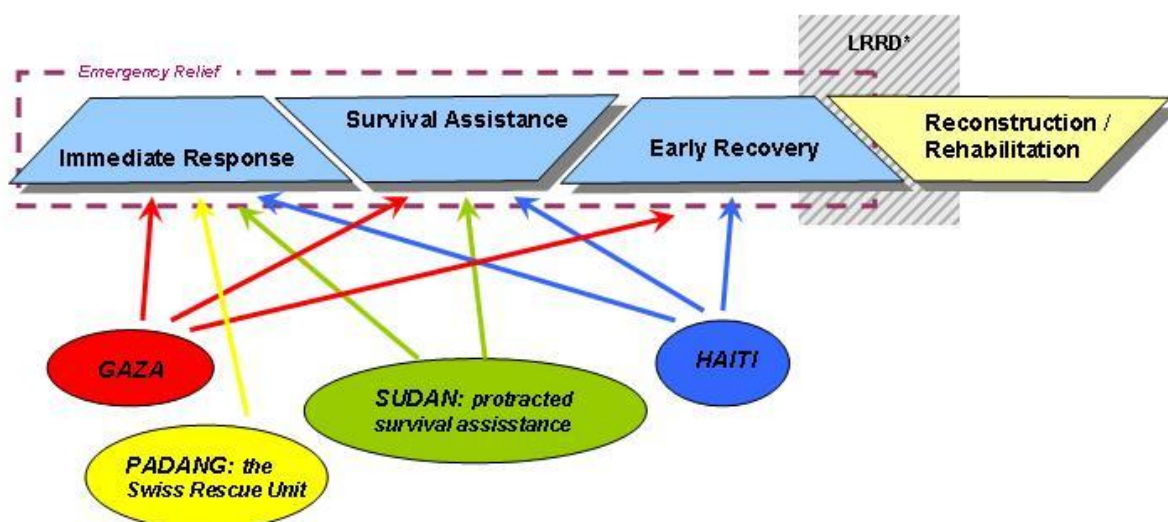 LRRD*
Emergency Relief
Immediate Response
Survival Assistance
Early Recovery
Reconstruction /
Rehabilitation
GAZA
HAITI
SUDAN: protracted
survival assisstance
PADANG: the
Swiss Rescue Unit